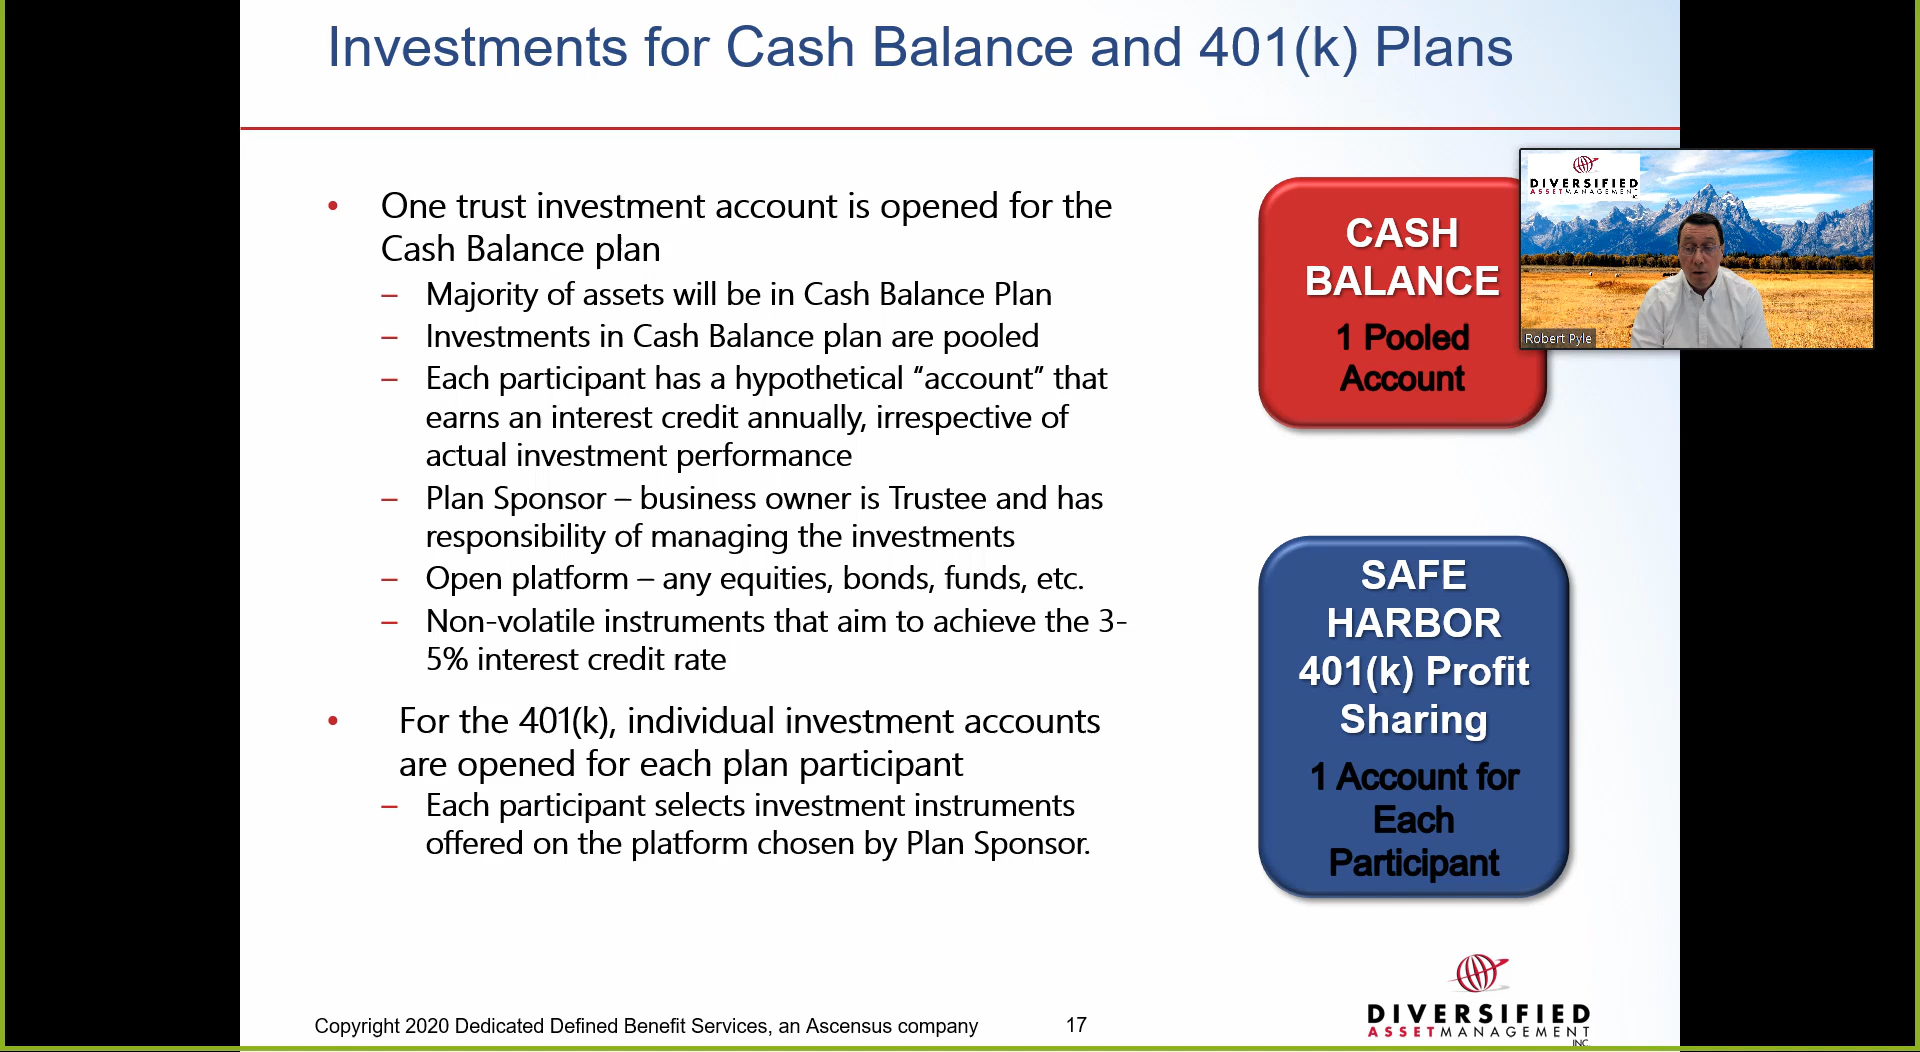 Investments for Cash Balance and 401(k) Plans
• One trust investment account is opened for the
Cash Balance plan
– Majority of assets will be in Cash Balance Plan
– Investments in Cash Balance plan are pooled
– Each participant has a hypothetical “account” that
earns an interest credit annually, irrespective of
actual investment performance
– Plan Sponsor – business owner is Trustee and has
responsibility of managing the investments
– Open platform – any equities, bonds, funds, etc.
– Non-volatile instruments that aim to achieve the 3-
5% interest credit rate
• For the 401(k), individual investment accounts
are opened for each plan participant
– Each participant selects investment instruments
offered on the platform chosen by Plan Sponsor.
CASH
BALANCE
1 Pooled
Account
DIVERSIFIED
ASSETMANAGEMENT
Robert Pyle
SAFE
HARBOR
401(k) Profit
Sharing
1 Account for
Each
Participant
Copyright 2020 Dedicated Defined Benefit Services, an Ascensus company
17
DIVERSIFIED
ASSETMANAGEMENT
INC.